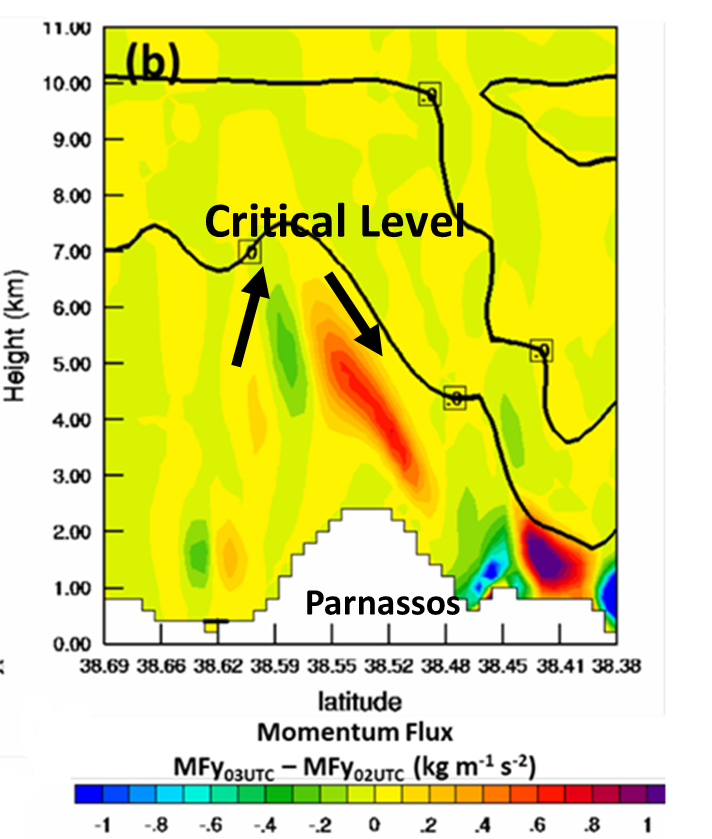 11.00
(b)
10.00
.0
9.00
8.00
Critical Level
7.00
0
6.00
.0
5.00
.0
4.00
3.00
2.00
1.00
Parnassos
0.00
Height (km)
38.69 38.66 38.62 38.59 38.55 38.52 38.48 38.45 38.41 38.38
latitude
Momentum Flux
MFy03UTC – MFy02UTC (kg m-1 s-2)
-1 -.8 -.6 -.4 -.2 0 .2 .4 .6 .8 1